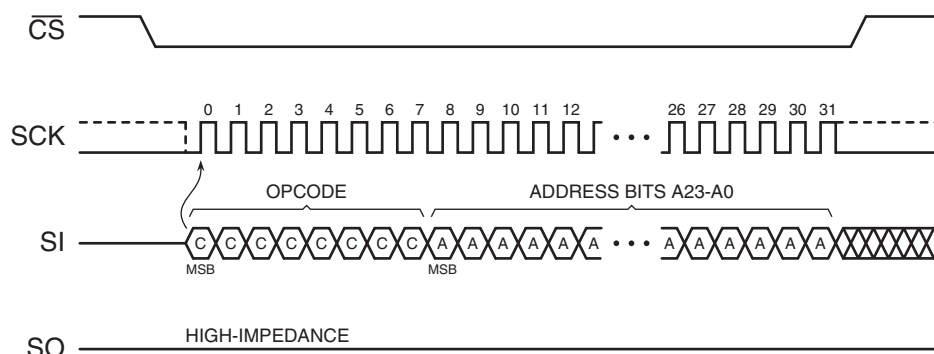 CS
0 1 2 3 4 5 6 7 8 9 10 11 12 26 27 28 29 30 31
SCK
OPCODE ADDRESS BITS A23-A0
SI C C C C C C C C A A A A A A A A A A A A
MSB MSB
HIGH-IMPEDANCE
SO